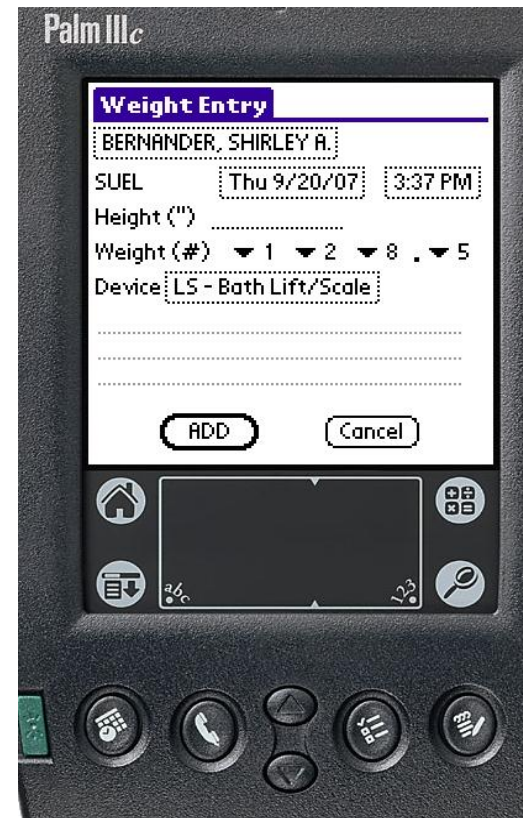 Palm IIIc
Weight Entry
BERNANDER, SHIRLEY A.
SUEL Thu 9/20/07 3:37 PM
Height (")
Weight (#) 1 2 8 . 5
Device LS - Bath Lift/Scale
ADD Cancel
abc 123